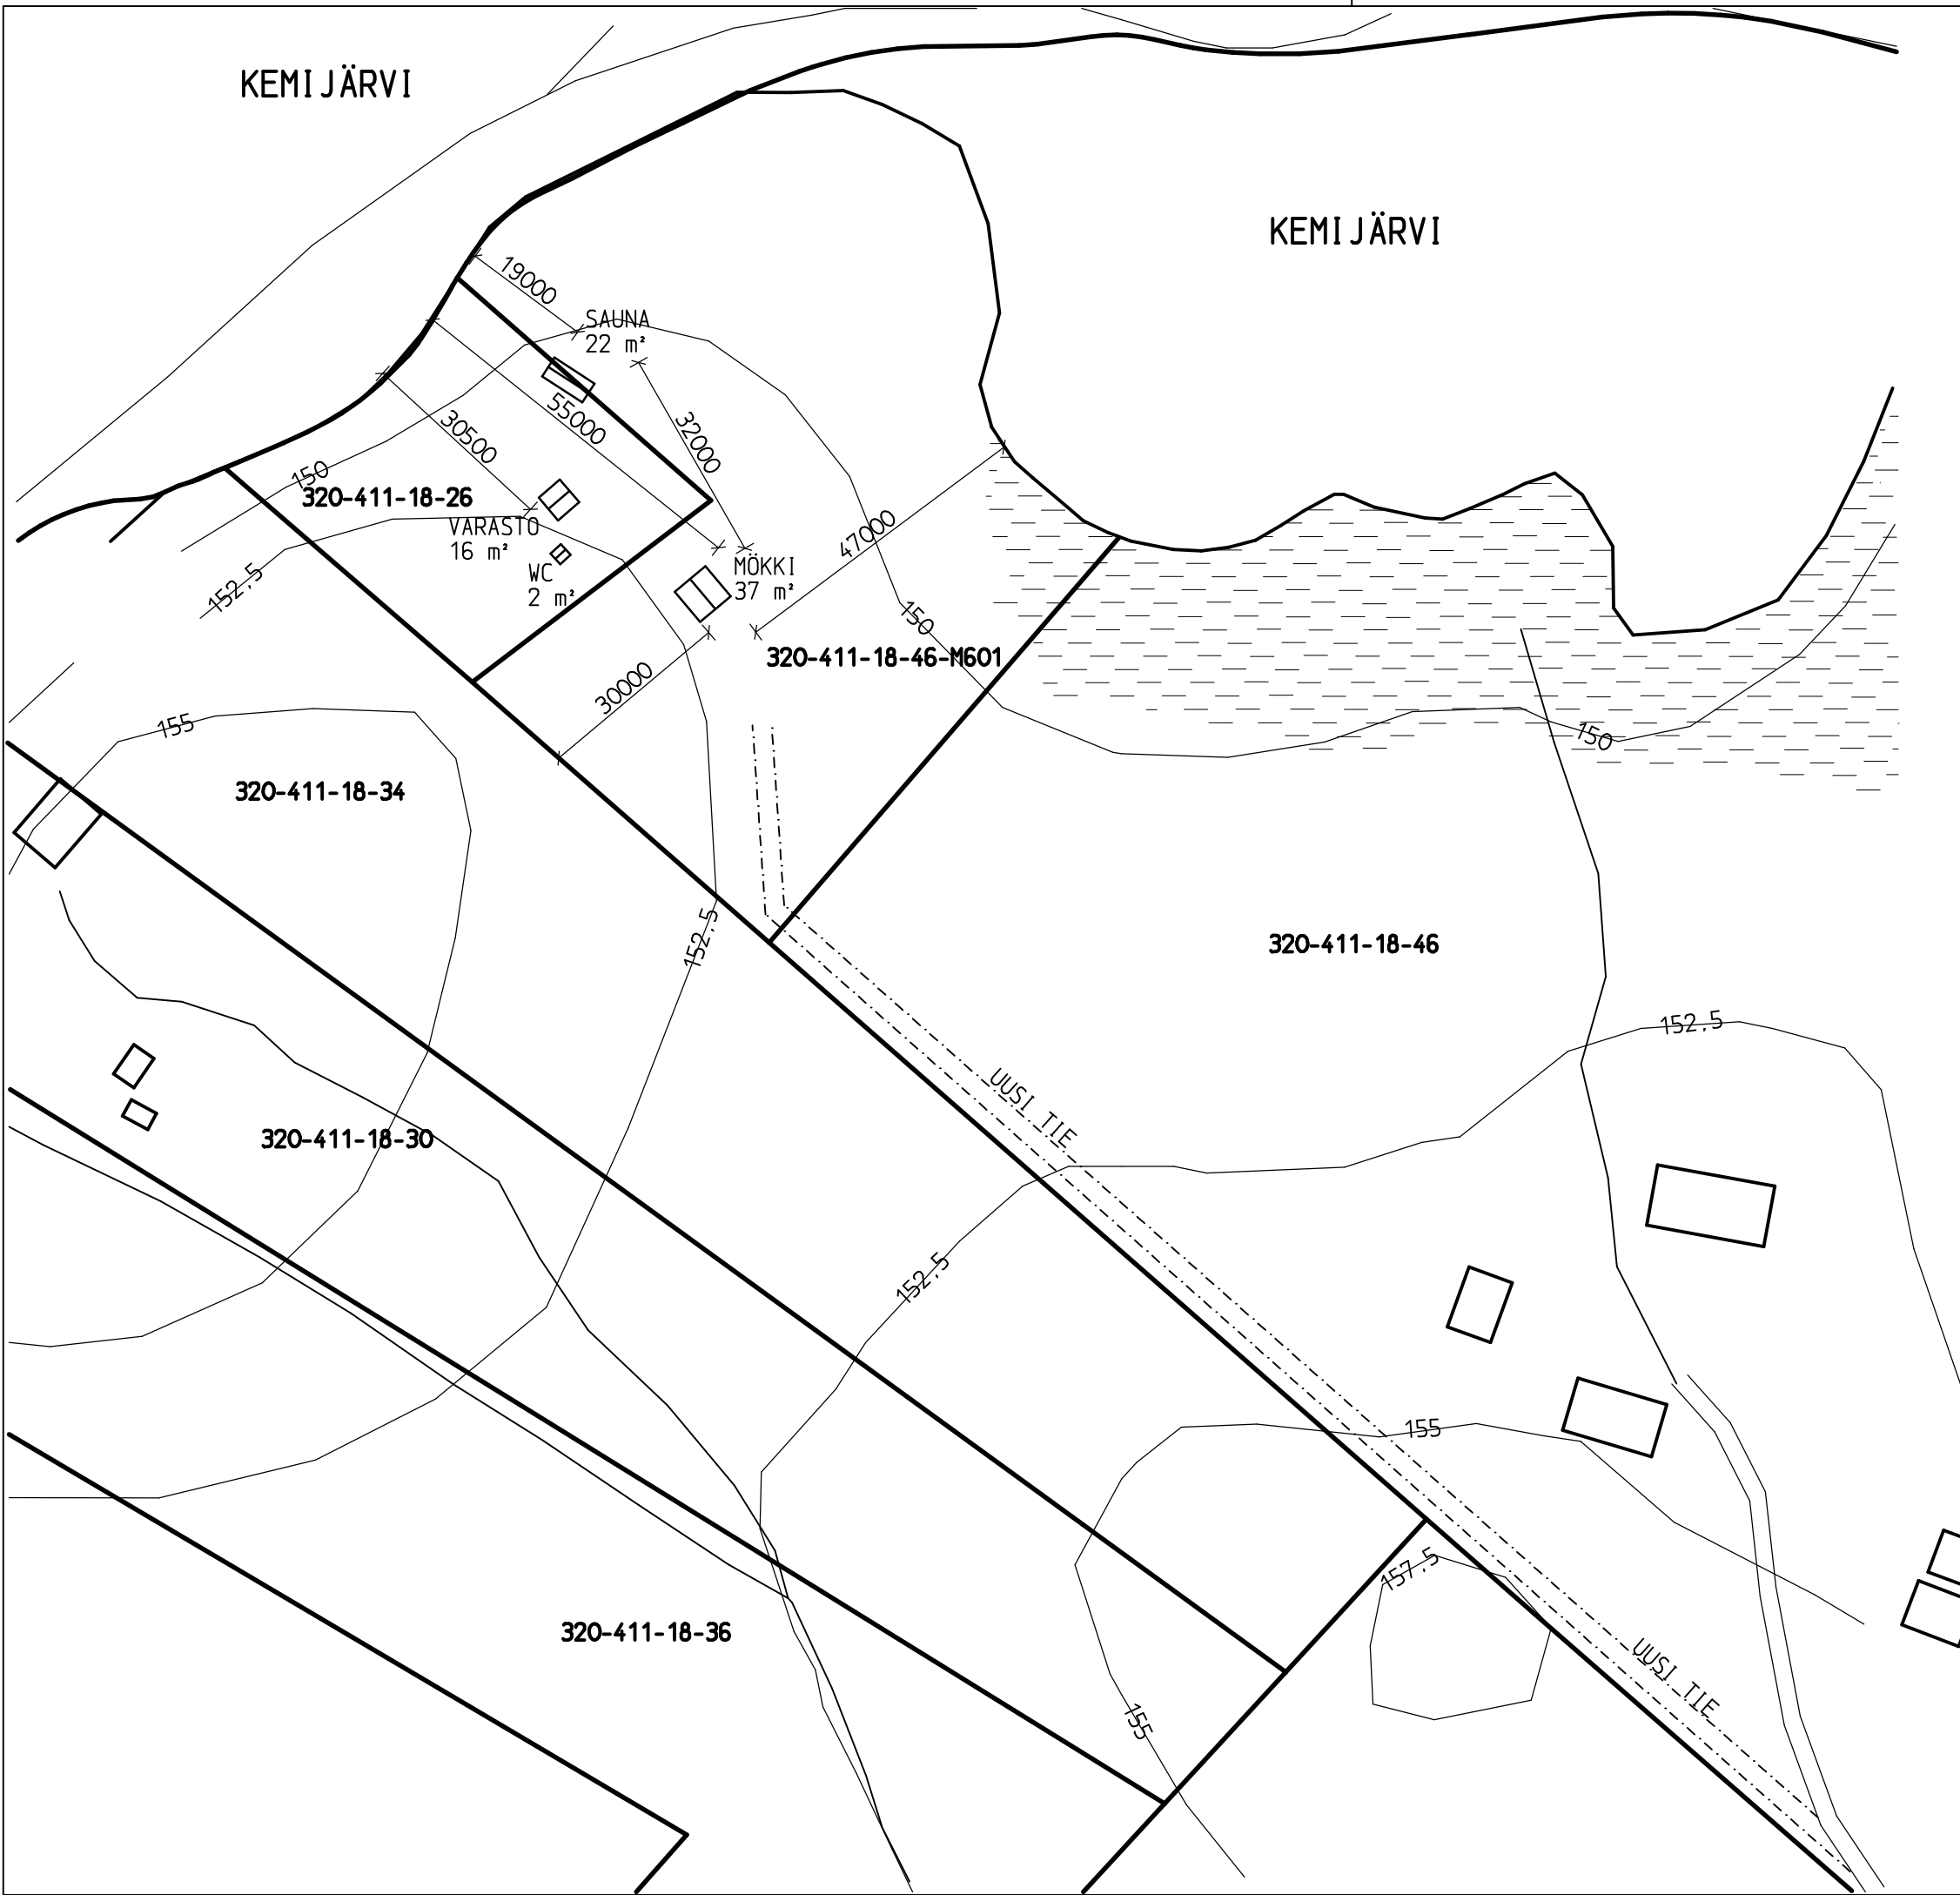 KEMIJÄRVI
KEMIJÄRVI
19000
SAUNA
22 m²
55000
32000
30500
150
320-411-18-26
VARASTO
16 m²
47000
WC
2 m²
MÖKKI
37 m²
152,5
150
320-411-18-46-M601
30000
155
150
320-411-18-34
152,5
320-411-18-46
152,5
UUSI TIE
320-411-18-30
152,5
155
157,5
320-411-18-36
UUSI TIE
155